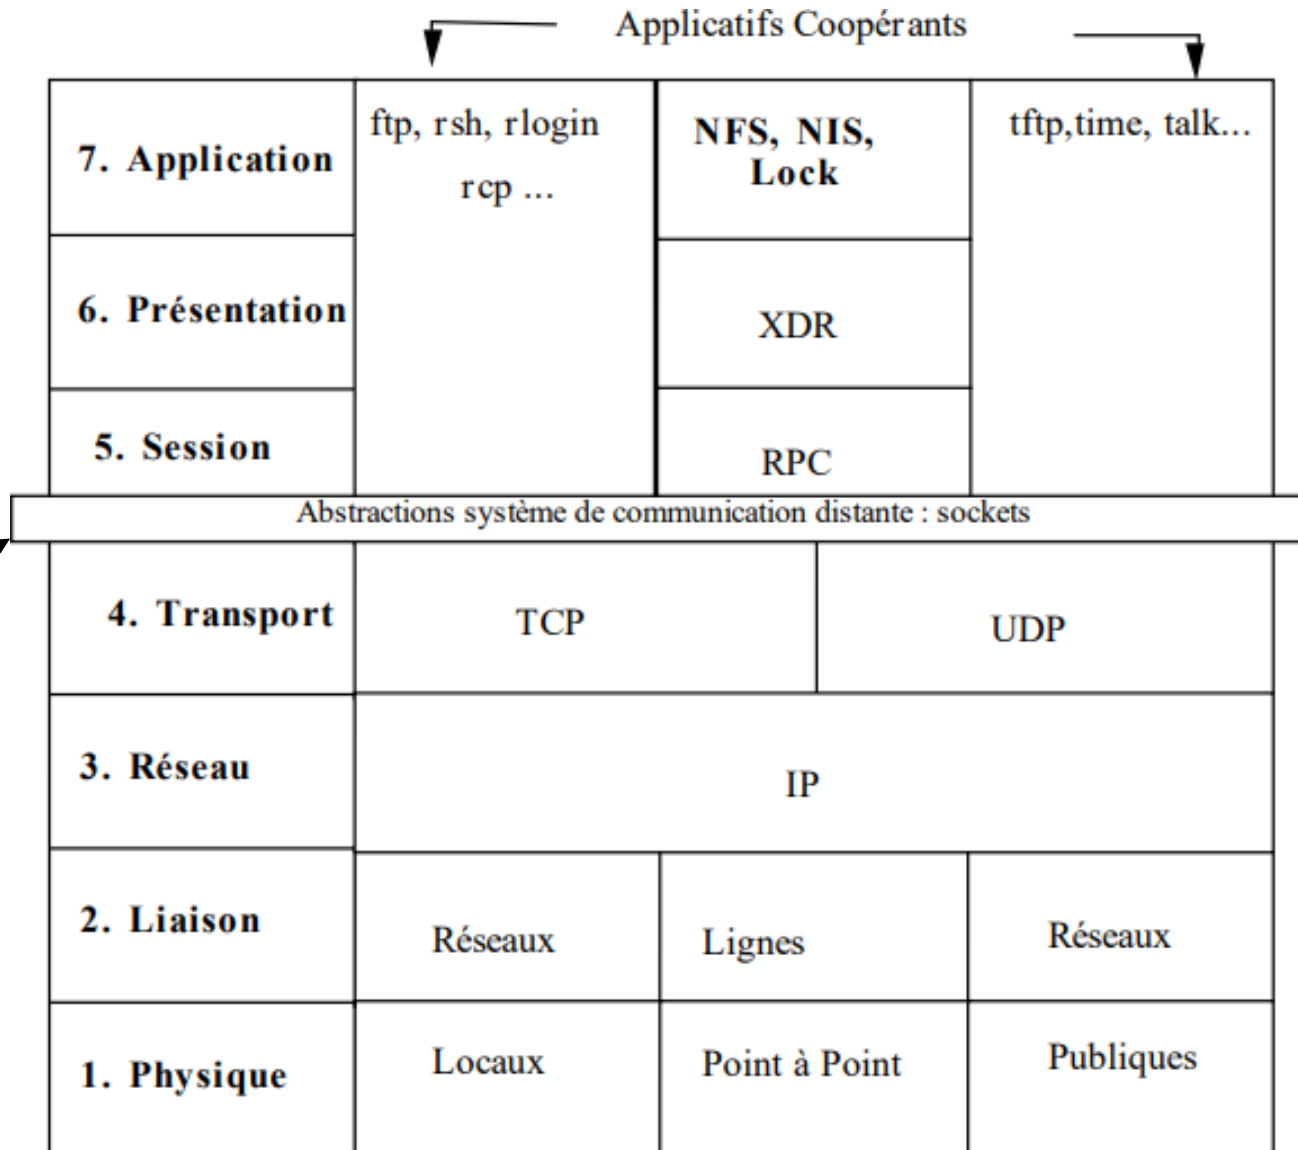 Applicatifs Coopérants
7. Application
ftp, rsh, rlogin
rcp ...
NFS, NIS,
Lock
tftp,time, talk...
6. Présentation
XDR
5. Session
RPC
Abstractions système de communication distante : sockets
4. Transport
TCP
UDP
3. Réseau
IP
2. Liaison
Réseaux
Lignes
Réseaux
1. Physique
Locaux
Point à Point
Publiques